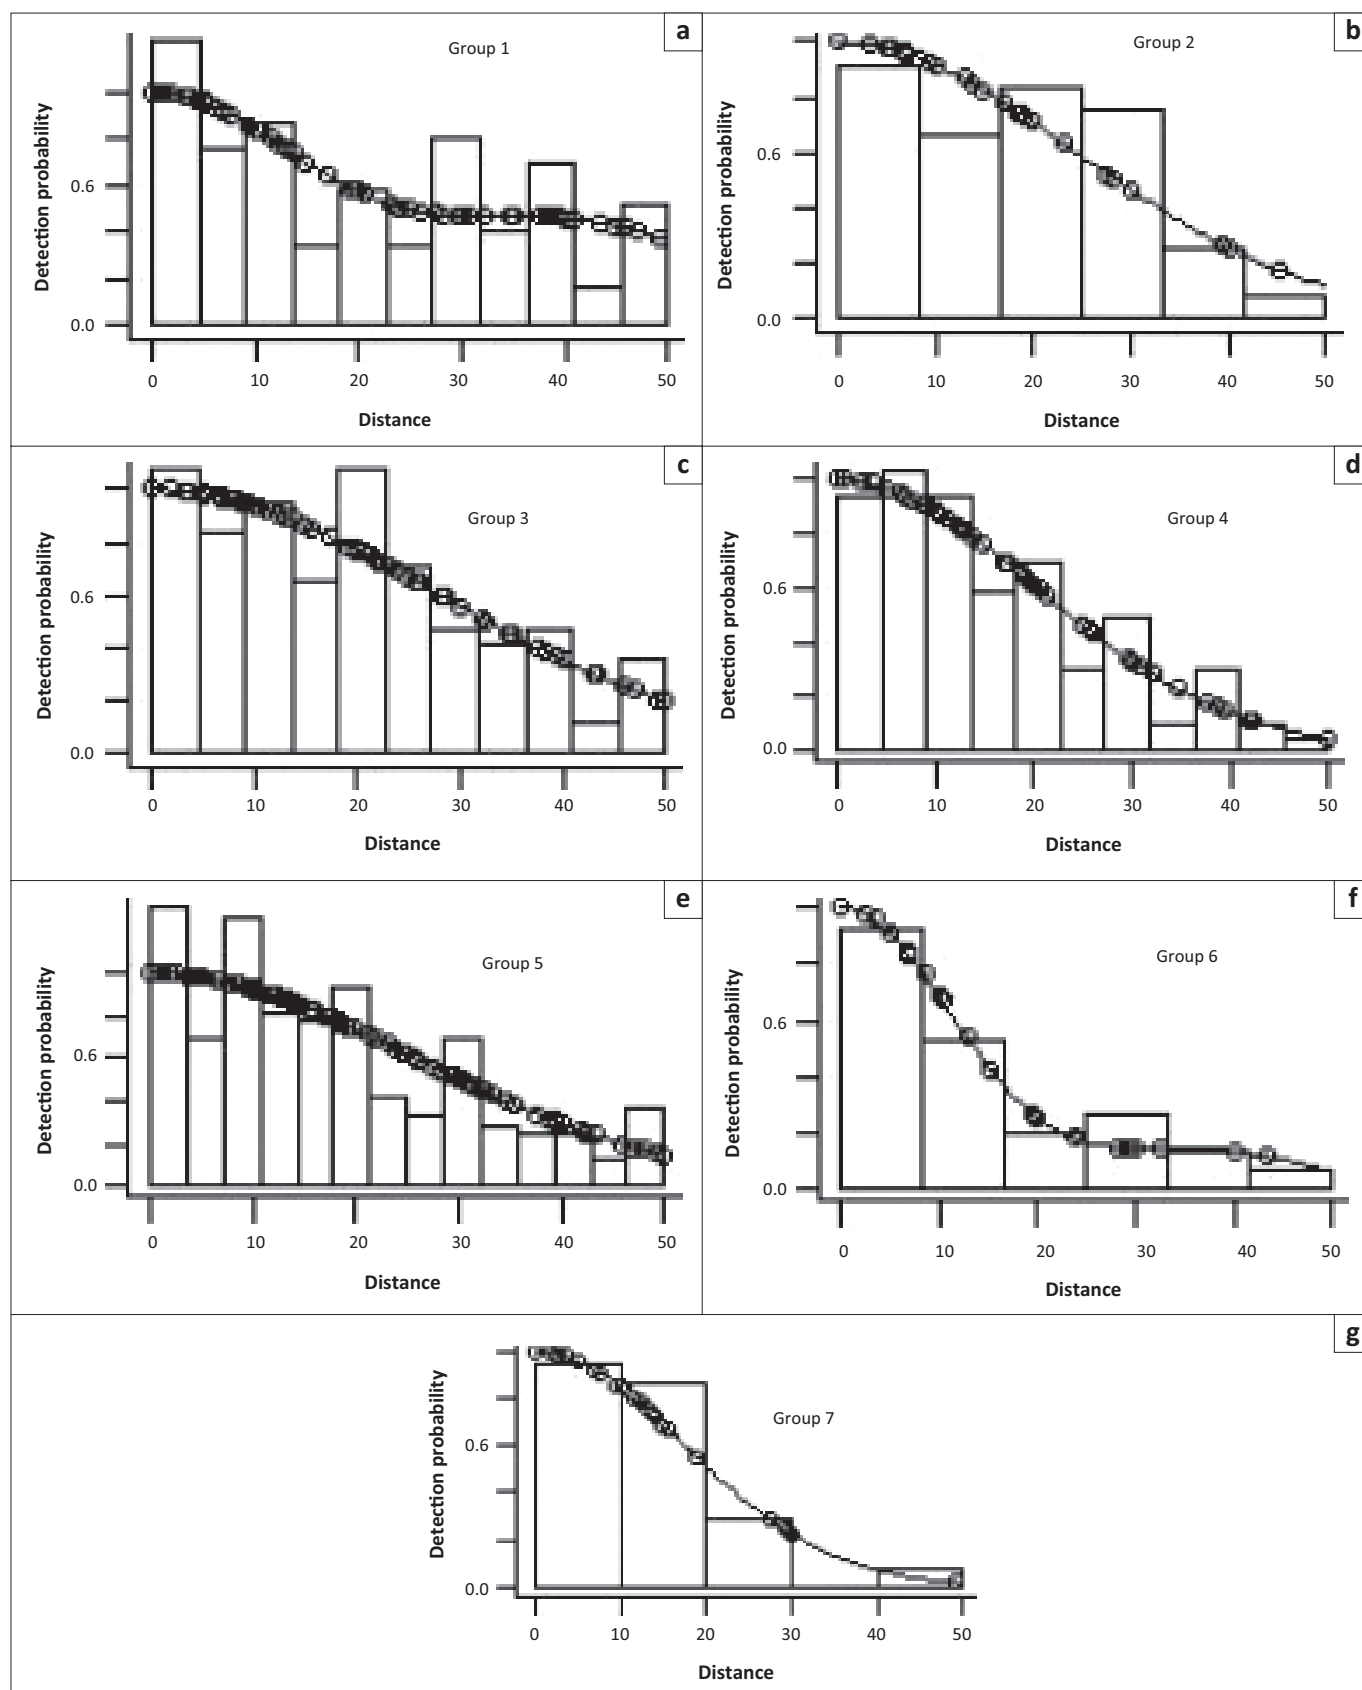 a
Group 1
Detection probability
0.6
0.0
0 10 20 30 40 50
Distance
b
Group 2
Detection probability
0.6
0.0
0 10 20 30 40 50
Distance
c
Group 3
Detection probability
0.6
0.0
0 10 20 30 40 50
Distance
d
Group 4
Detection probability
0.6
0.0
0 10 20 30 40 50
Distance
e
Group 5
Detection probability
0.6
0.0
0 10 20 30 40 50
Distance
f
Group 6
Detection probability
0.6
0.0
0 10 20 30 40 50
Distance
g
Group 7
Detection probability
0.6
0.0
0 10 20 30 40 50
Distance